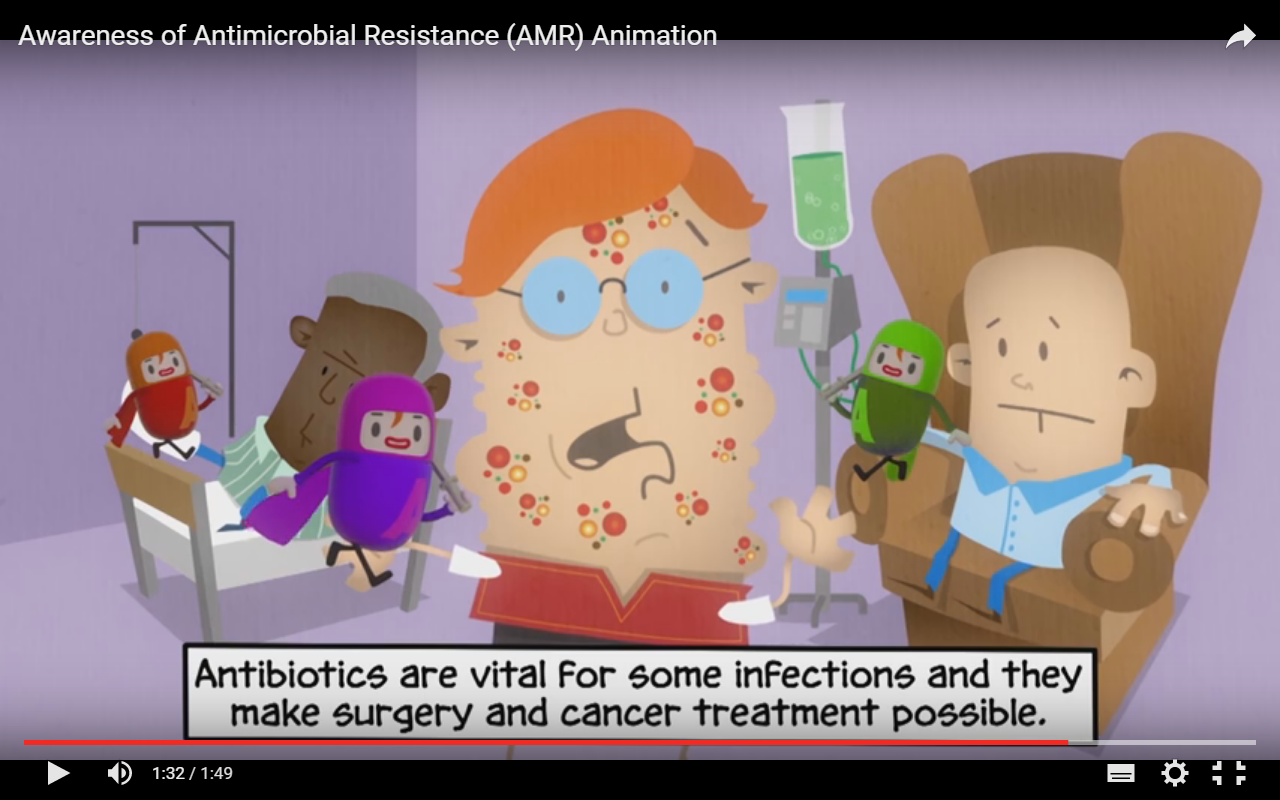 Awareness of Antimicrobial Resistance (AMR) Animation
Antibiotics are vital for some infections and they
make surgery and cancer treatment possible.
1:32 / 1:49